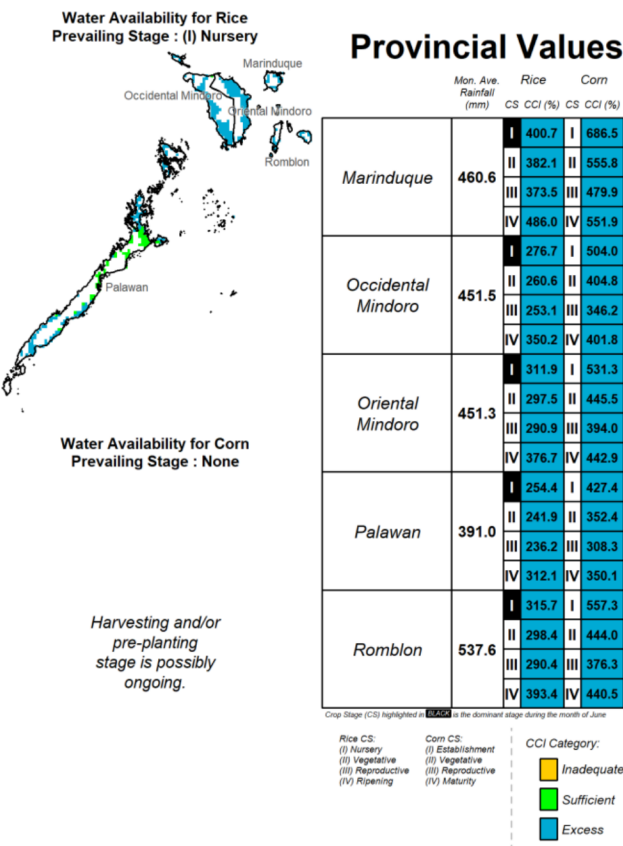 Water Availability for Rice
Prevailing Stage : (I) Nursery
Marinduque
Occidental Mindoro
Oriental Mindoro
Romblon
Palawan
Water Availability for Corn
Prevailing Stage : None
Harvesting and/or
pre-planting
stage is possibly
ongoing.
Provincial Values
Mon. Ave. Rainfall (mm) Rice Corn
CS CCI (%) CS CCI (%)
Marinduque 460.6 I 400.7 I 686.5
II 382.1 II 555.8
III 373.5 III 479.9
IV 486.0 IV 551.9
Occidental Mindoro 451.5 I 276.7 I 504.0
II 260.6 II 404.8
III 253.1 III 346.2
IV 350.2 IV 401.8
Oriental Mindoro 451.3 I 311.9 I 531.3
II 297.5 II 445.5
III 290.9 III 394.0
IV 376.7 IV 442.9
Palawan 391.0 I 254.4 I 427.4
II 241.9 II 352.4
III 236.2 III 308.3
IV 312.1 IV 350.1
Romblon 537.6 I 315.7 I 557.3
II 298.4 II 444.0
III 290.4 III 376.3
IV 393.4 IV 440.5
Crop Stage (CS) highlighted in BLACK is the dominant stage during the month of June
Rice CS:
(I) Nursery
(II) Vegetative
(III) Reproductive
(IV) Ripening
Corn CS:
(I) Establishment
(II) Vegetative
(III) Reproductive
(IV) Maturity
CCI Category:
Inadequate
Sufficient
Excess